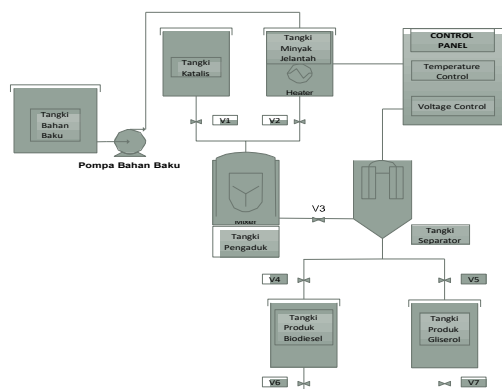 Tangki
Katalis
Tangki
Minyak
Jelantah
Heater
CONTROL
PANEL
Temperature
Control
Voltage Control
Tangki
Bahan
Baku
Pompa Bahan Baku
V1
V2
Mixer
Tangki
Pengaduk
V3
Tangki
Separator
V4
V5
Tangki
Produk
Biodiesel
Tangki
Produk
Gliserol
V6
V7